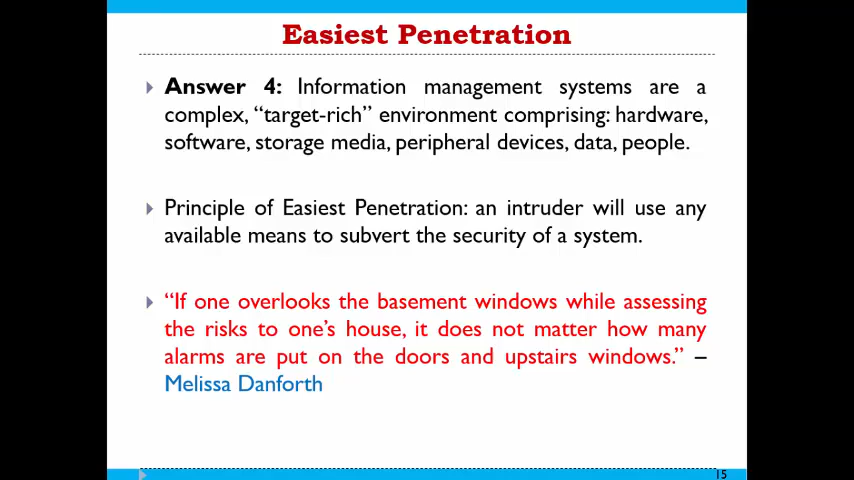 Easiest Penetration
Answer 4: Information management systems are a
complex, “target-rich” environment comprising: hardware,
software, storage media, peripheral devices, data, people.
Principle of Easiest Penetration: an intruder will use any
available means to subvert the security of a system.
“If one overlooks the basement windows while assessing
the risks to one’s house, it does not matter how many
alarms are put on the doors and upstairs windows.” –
Melissa Danforth
15